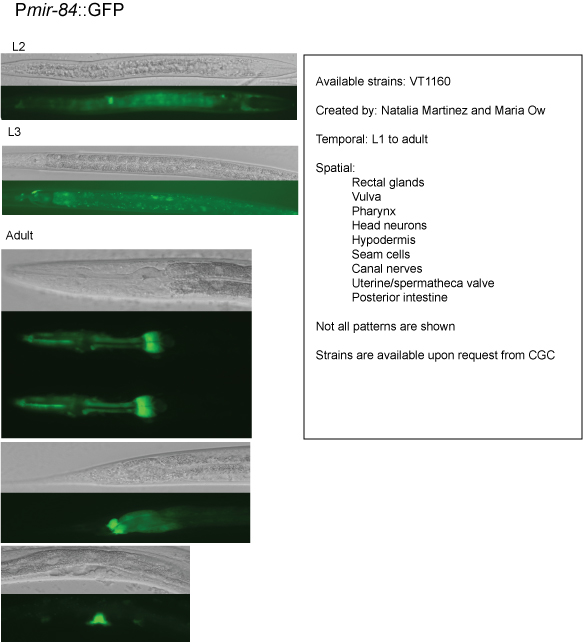 Pmir-84::GFP
L2
L3
Adult
Available strains: VT1160
Created by: Natalia Martinez and Maria Ow
Temporal: L1 to adult
Spatial:
Rectal glands
Vulva
Pharynx
Head neurons
Hypodermis
Seam cells
Canal nerves
Uterine/spermatheca valve
Posterior intestine
Not all patterns are shown
Strains are available upon request from CGC